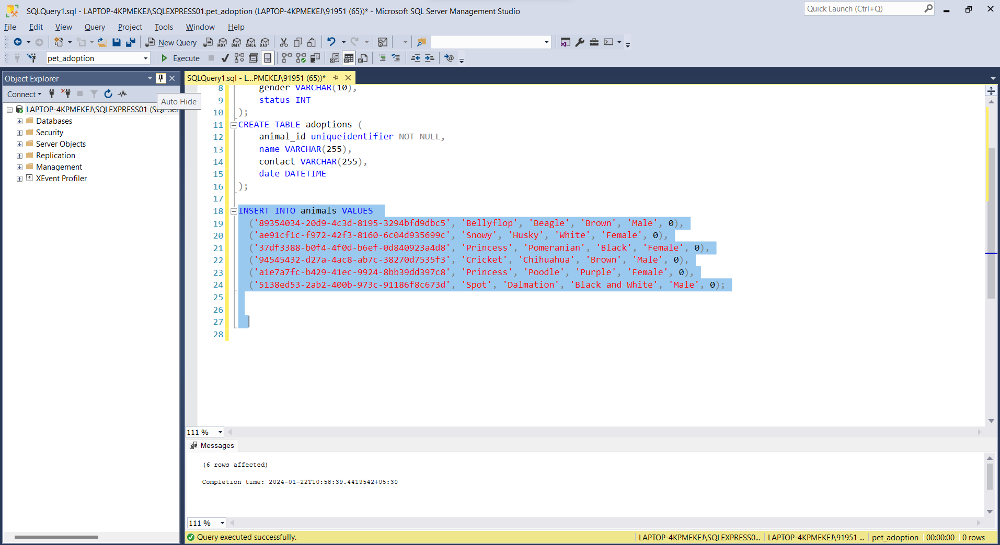 SQLQuery1.sql - LAPTOP-4KPMEKEJ\SQLEXPRESS01.pet_adoption (LAPTOP-4KPMEKEJ\91951 (65))* - Microsoft SQL Server Management Studio
Quick Launch (Ctrl+Q)
File Edit View Query Project Tools Window Help
New Query MDX DMX XMLA DAX
pet_adoption Execute
Object Explorer
SQLQuery1.sql - L...PMEKEJ\91951 (65))*
Connect
Auto Hide
LAPTOP-4KPMEKEJ\SQLEXPRESS01 (SQL Ser
Databases
Security
Server Objects
Replication
Management
XEvent Profiler
8 gender VARCHAR(10),
9 status INT
10 );
11 CREATE TABLE adoptions (
12 animal_id uniqueidentifier NOT NULL,
13 name VARCHAR(255),
14 contact VARCHAR(255),
15 date DATETIME
16 );
17
18 INSERT INTO animals VALUES
19 ('89354034-20d9-4c3d-8195-3294bfd9dbc5', 'Bellyflop', 'Beagle', 'Brown', 'Male', 0),
20 ('ae91cf1c-f972-42f3-8160-6c04d935699c', 'Snowy', 'Husky', 'White', 'Female', 0),
21 ('37df3388-b0f4-4f0d-b6ef-0d840923a4d8', 'Princess', 'Pomeranian', 'Black', 'Female', 0),
22 ('94545432-d27a-4ac8-ab7c-38270d7535f3', 'Cricket', 'Chihuahua', 'Brown', 'Male', 0),
23 ('a1e7a7fc-b429-41ec-9924-8bb39dd397c8', 'Princess', 'Poodle', 'Purple', 'Female', 0),
24 ('5138ed53-2ab2-400b-973c-91186f8c673d', 'Spot', 'Dalmation', 'Black and White', 'Male', 0);
25
26
27
28
111 %
Messages
(6 rows affected)
Completion time: 2024-01-22T10:58:39.4419542+05:30
111 %
Query executed successfully.
LAPTOP-4KPMEKEJ\SQLEXPRESS0... LAPTOP-4KPMEKEJ\91951 ... pet_adoption 00:00:00 0 rows